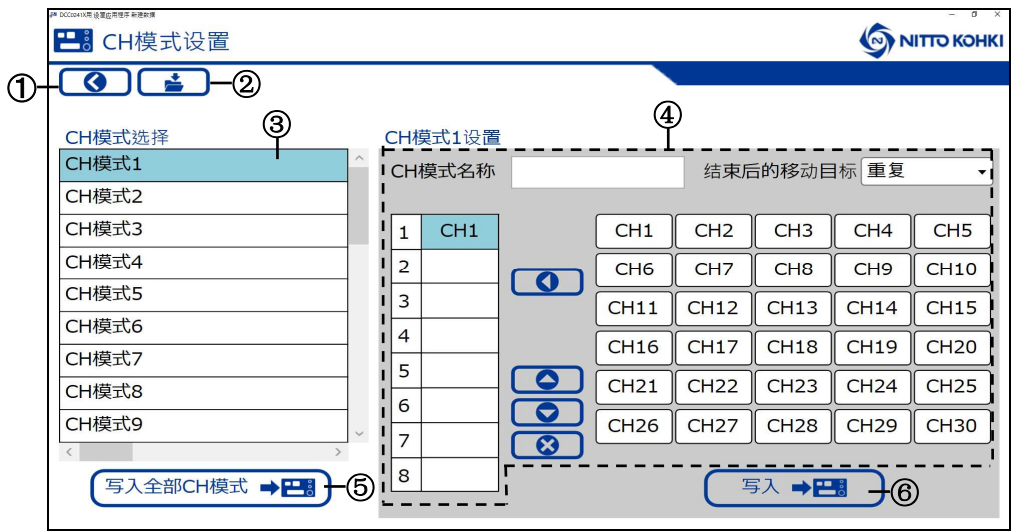 DCC0241X用 设置应用程序 新建数据
CH模式设置
NITTO KOHKI
①
②
CH模式选择
③
CH模式1
CH模式2
CH模式3
CH模式4
CH模式5
CH模式6
CH模式7
CH模式8
CH模式9
写入全部CH模式
⑤
CH模式1设置
④
CH模式名称
结束后的移动目标 重复
1 CH1
2
3
4
5
6
7
8
CH1 CH2 CH3 CH4 CH5
CH6 CH7 CH8 CH9 CH10
CH11 CH12 CH13 CH14 CH15
CH16 CH17 CH18 CH19 CH20
CH21 CH22 CH23 CH24 CH25
CH26 CH27 CH28 CH29 CH30
写入
⑥